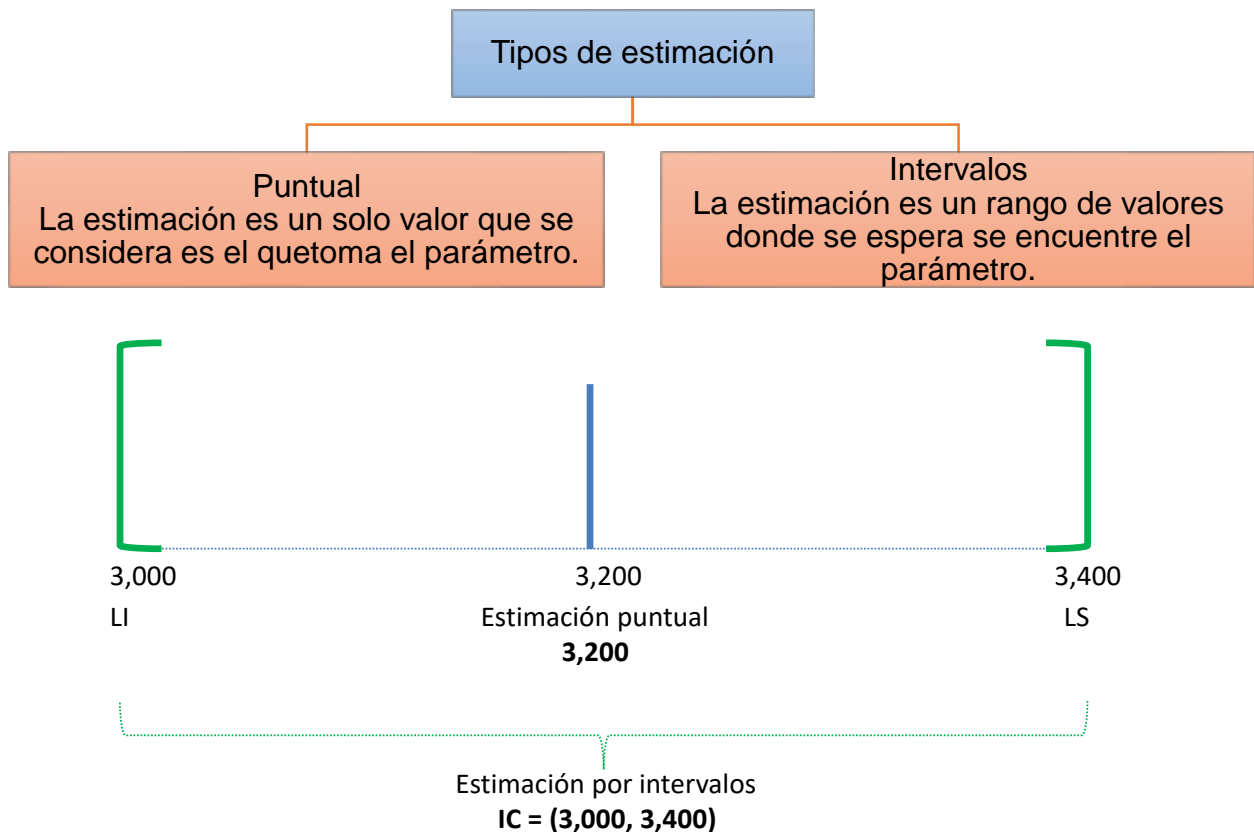 Tipos de estimación
Puntual
La estimación es un solo valor que se
considera es el quetoma el parámetro.
Intervalos
La estimación es un rango de valores
donde se espera se encuentre el
parámetro.
3,000
3,200
3,400
LI
Estimación puntual
LS
3,200
Estimación por intervalos
IC = (3,000, 3,400)